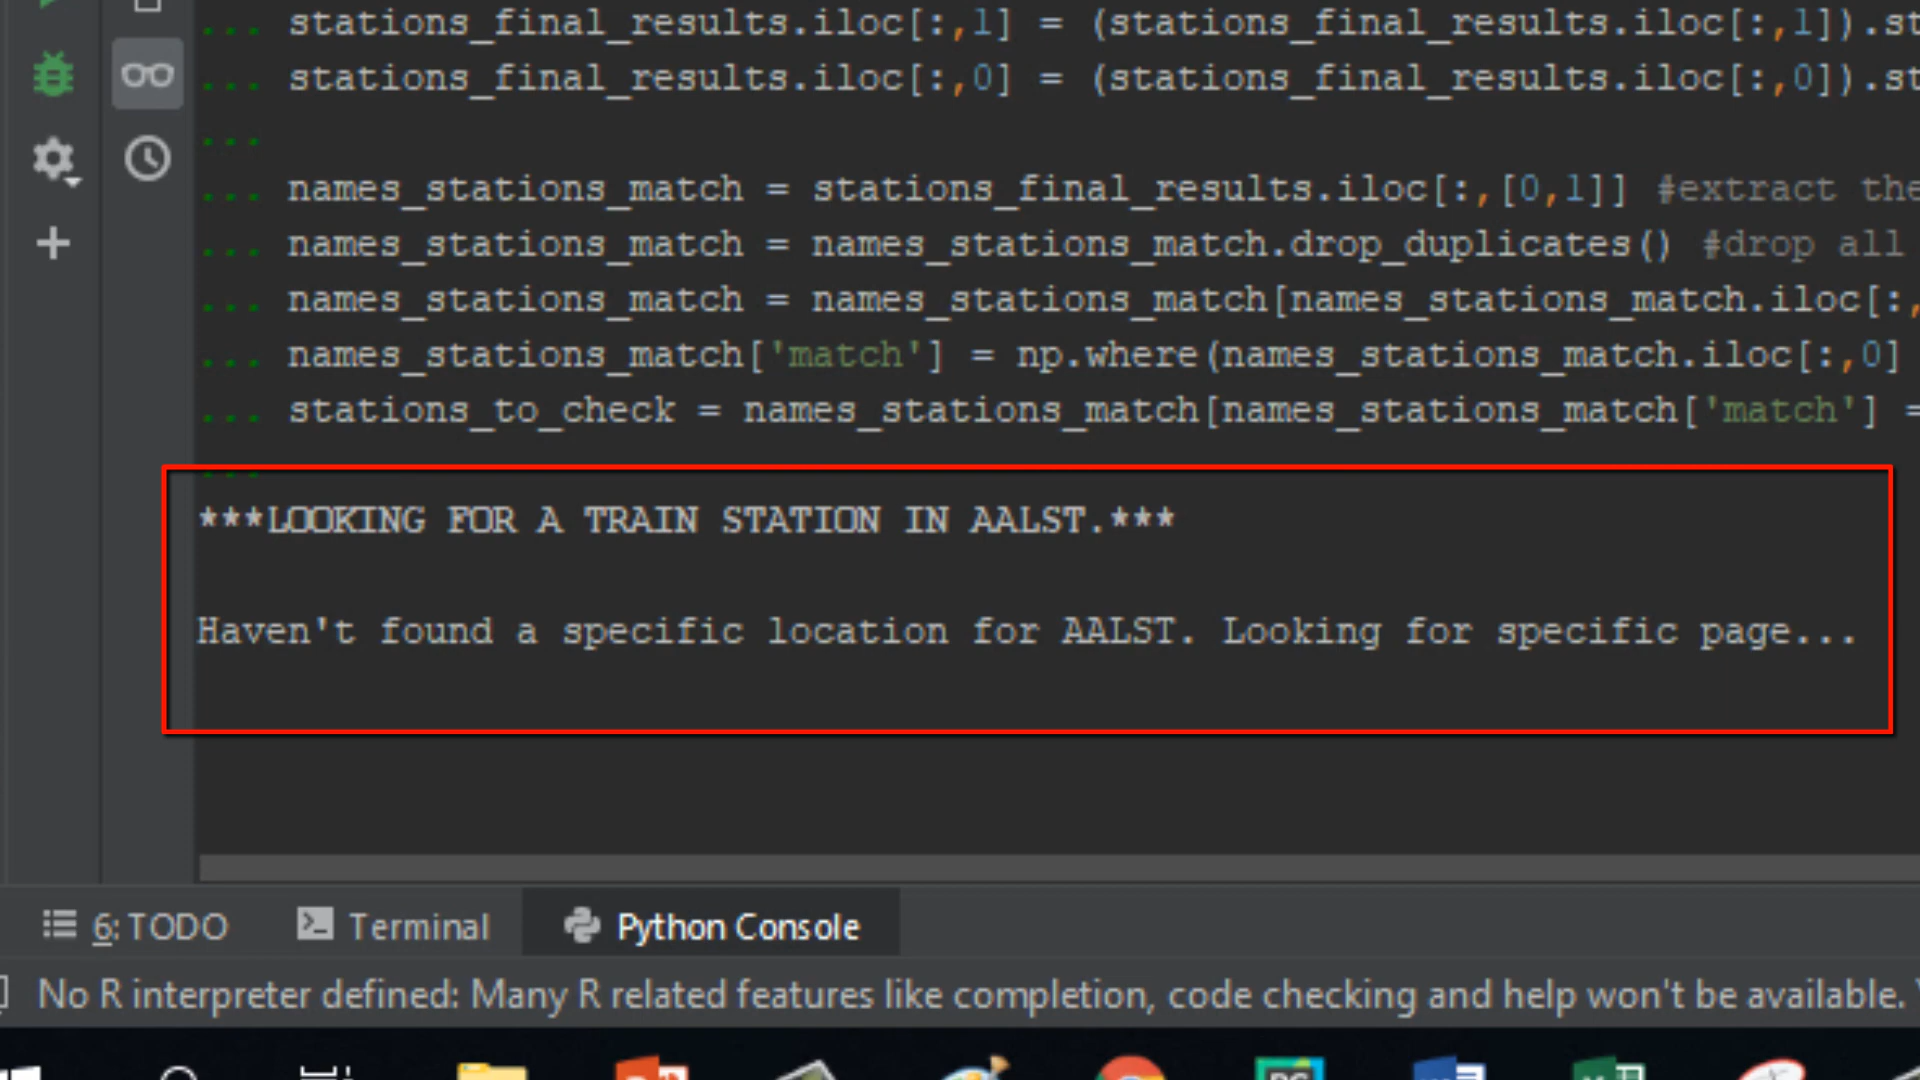 ... stations_final_results.iloc[:,1] = (stations_final_results.iloc[:,1]).st
... stations_final_results.iloc[:,0] = (stations_final_results.iloc[:,0]).st
...
... names_stations_match = stations_final_results.iloc[:,[0,1]] #extract the
... names_stations_match = names_stations_match.drop_duplicates() #drop all
... names_stations_match = names_stations_match[names_stations_match.iloc[:,
... names_stations_match['match'] = np.where(names_stations_match.iloc[:,0]
... stations_to_check = names_stations_match[names_stations_match['match'] =
...
***LOOKING FOR A TRAIN STATION IN AALST.***
Haven't found a specific location for AALST. Looking for specific page...
6: TODO Terminal Python Console
No R interpreter defined: Many R related features like completion, code checking and help won't be available.